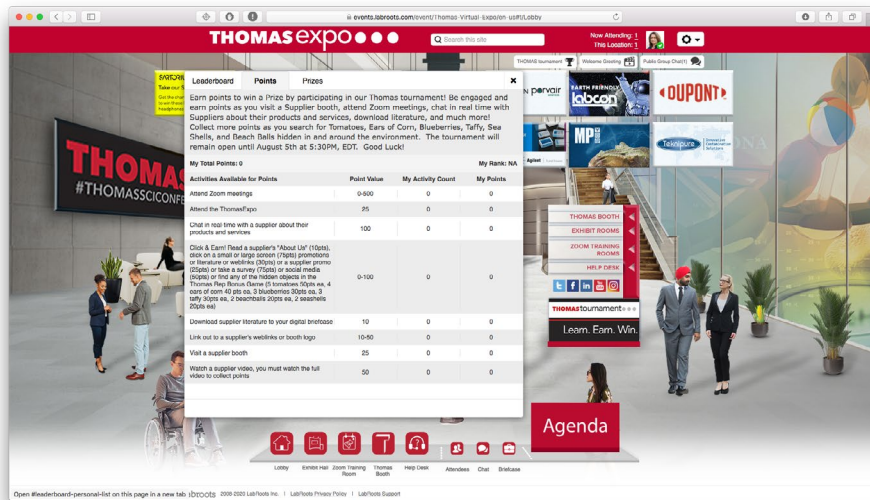 events.labroots.com/event/Thomas-Virtual-Expo/en-us#!/Lobby
THOMAS expo
Search this site
Now Attending: 1
This Location: 1
THOMAS tournament
Welcome Greeting
Public Group Chat(1)
Leaderboard Points Prizes
Earn points to win a Prize by participating in our Thomas tournament! Be engaged and
earn points as you visit a Supplier booth, attend Zoom meetings, chat in real time with
Suppliers about their products and services, download literature, and much more!
Collect more points as you search for Tomatoes, Ears of Corn, Blueberries, Taffy, Sea
Shells, and Beach Balls hidden in and around the environment. The tournament will
remain open until August 5th at 5:30PM, EDT. Good Luck!
My Total Points: 0 My Rank: NA
Activities Available for Points Point Value My Activity Count My Points
Attend Zoom meetings 0-500 0 0
Attend the ThomasExpo 25 0 0
Chat in real-time with a supplier about their
products and services 100 0 0
Click & Earn! Read a supplier's "About Us" (10pts),
click on a small or large screen (75pts) promotions
or literature or weblinks (30pts) or a supplier promo
(25pts) or take a survey (75pts) or social media
(50pts) or find any of the hidden objects in the
Thomas Rep Bonus Game (5 tomatoes 50pts ea, 4
ears of corn 40 pts ea, 3 blueberries 30pts ea, 3
taffy 30pts ea, 2 beachballs 20pts ea, 2 seashells
20pts ea) 0-100 0 0
Download supplier literature to your digital briefcase 10 0 0
Link out to a supplier's weblinks or booth logo 10-50 0 0
Visit a supplier booth 25 0 0
Watch a supplier video, you must watch the full
video to collect points 50 0 0
THOM
#THOMASSCICONFE
porvair
EARTH FRIENDLY
labcon
DUPONT
Agilent
MP
Teknipure
DNA
THOMAS BOOTH
EXHIBIT ROOMS
ZOOM TRAINING
ROOMS
HELP DESK
THOMAStournament
Learn. Earn. Win.
Agenda
Lobby
Exhibit Hall
Zoom Training
Room
Thomas
Booth
Help Desk
Attendees
Chat
Briefcase
Open #leaderboard-personal-list on this page in a new tab
2008-2020 LabRoots Inc. | LabRoots Privacy Policy | LabRoots Support